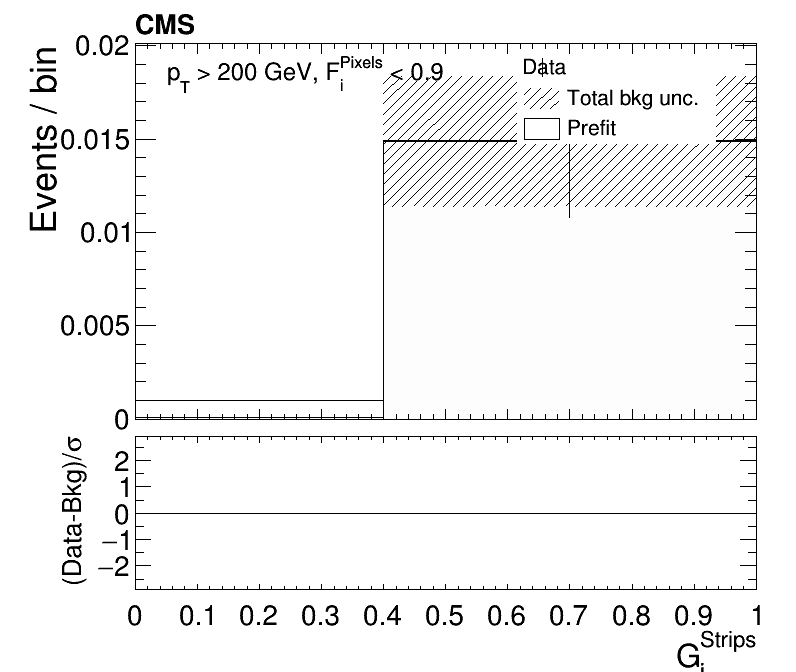 CMS
p_T > 200 GeV, F_i^Pixels < 0.9
Data
Total bkg unc.
Prefit
Events / bin
0.02
0.015
0.01
0.005
0
(Data-Bkg)/σ
2
1
0
−1
−2
0 0.1 0.2 0.3 0.4 0.5 0.6 0.7 0.8 0.9 1
G_i^Strips